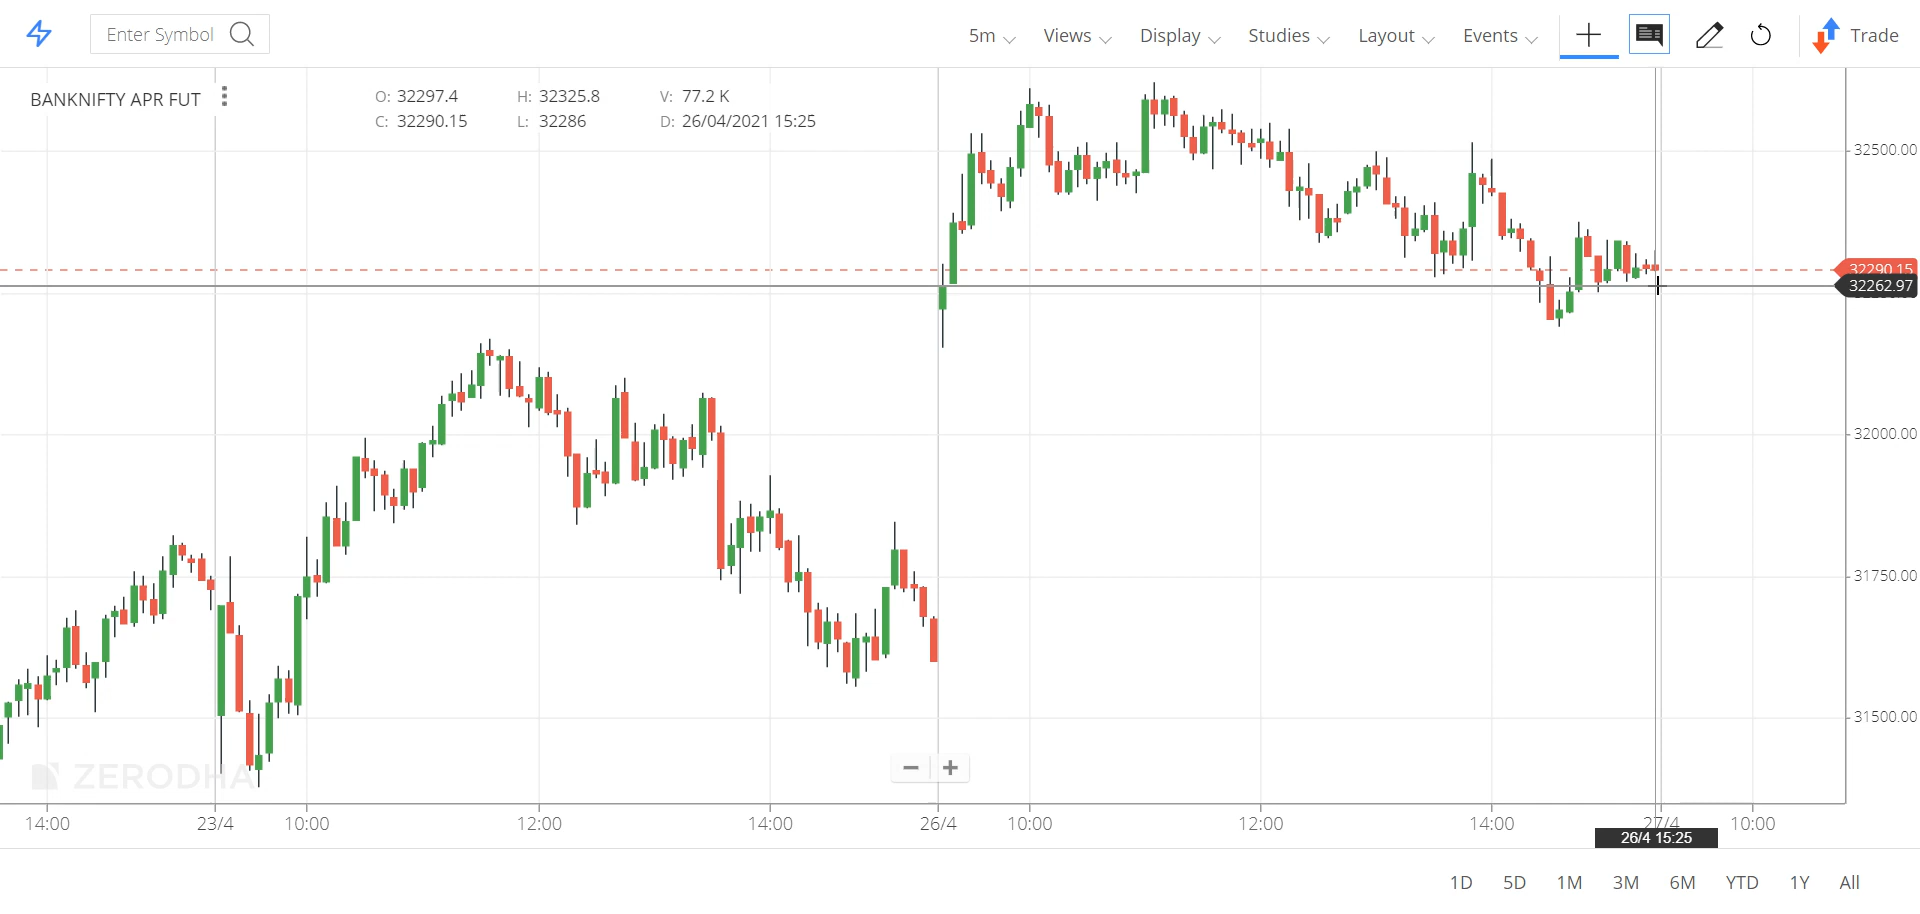 Enter Symbol 5m Views Display Studies Layout Events Trade
BANKNIFTY APR FUT O: 32297.4 H: 32325.8 V: 77.2 K
C: 32290.15 L: 32286 D: 26/04/2021 15:25
32500.00
32290.15
32262.97
32000.00
31750.00
31500.00
ZERODHA
14:00 23/4 10:00 12:00 14:00 26/4 10:00 12:00 14:00 27/4 10:00
26/4 15:25
1D 5D 1M 3M 6M YTD 1Y All